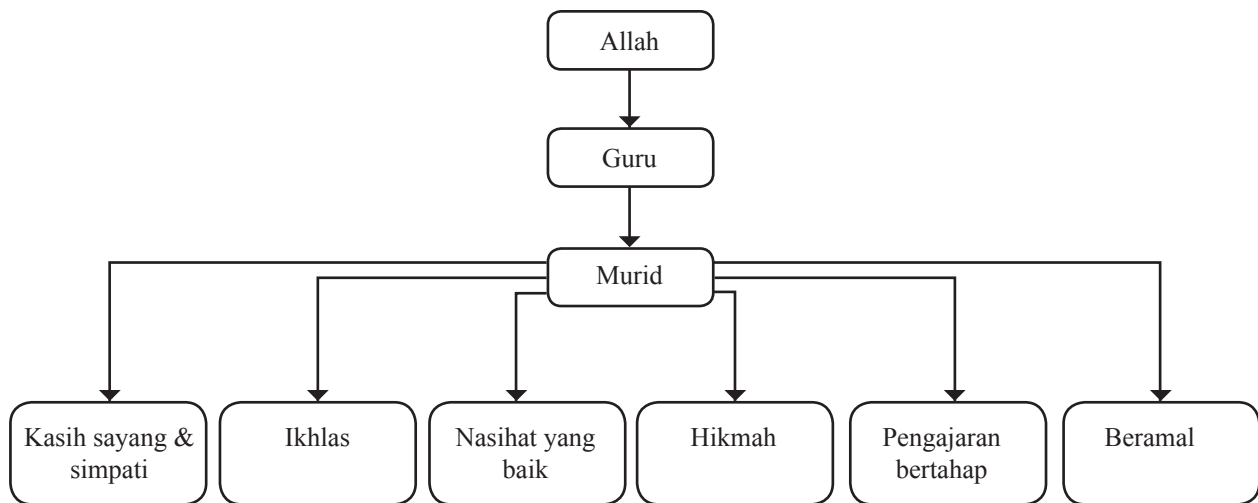 Allah
Guru
Murid
Kasih sayang &
simpati
Ikhlas
Nasihat yang
baik
Hikmah
Pengajaran
bertahap
Beramal